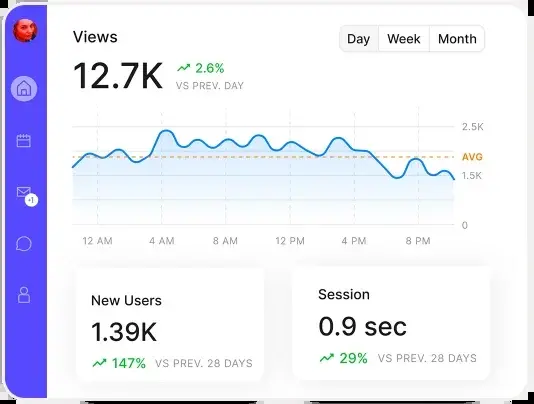 Views
Day Week Month
12.7K
2.6%
VS PREV. DAY
2.5K
AVG
1.5K
0
12 AM 4 AM 8 AM 12 PM 4 PM 8 PM
+1
New Users
1.39K
147% VS PREV. 28 DAYS
Session
0.9 sec
29% VS PREV. 28 DAYS